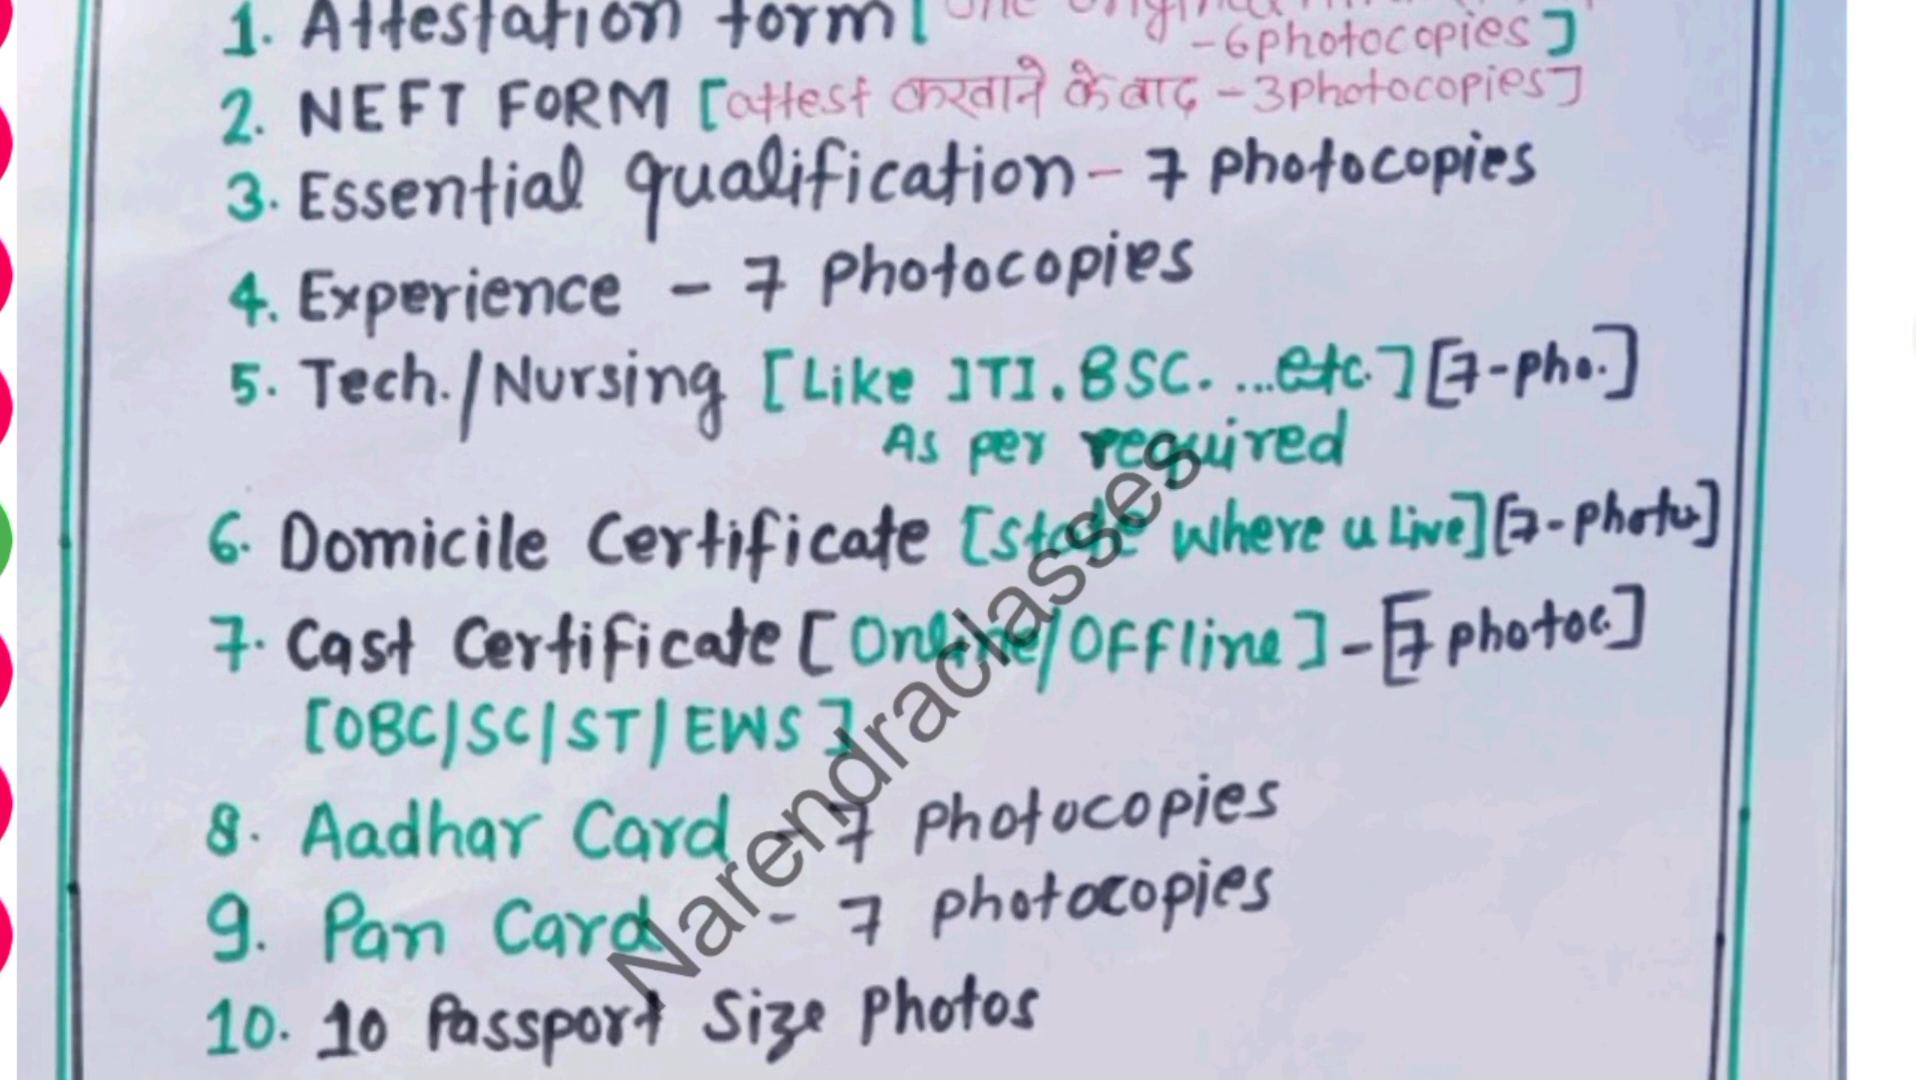 1. Attestation form [one original
-6photocopies]
2. NEFT FORM [attest करवाने के बाद -3photocopies]
3. Essential qualification - 7 photocopies
4. Experience - 7 photocopies
5. Tech./Nursing [Like ITI. BSC. ...etc.] [7-pho.]
As per required
6. Domicile Certificate [state where u Live] [7-photo]
7. Cast Certificate [Online/OFFline] - [7 photoc.]
[OBC/SC/ST/EWS]
8. Aadhar Card - 7 photocopies
9. Pan Card - 7 photocopies
10. 10 Passport Size Photos
Narendraclasses